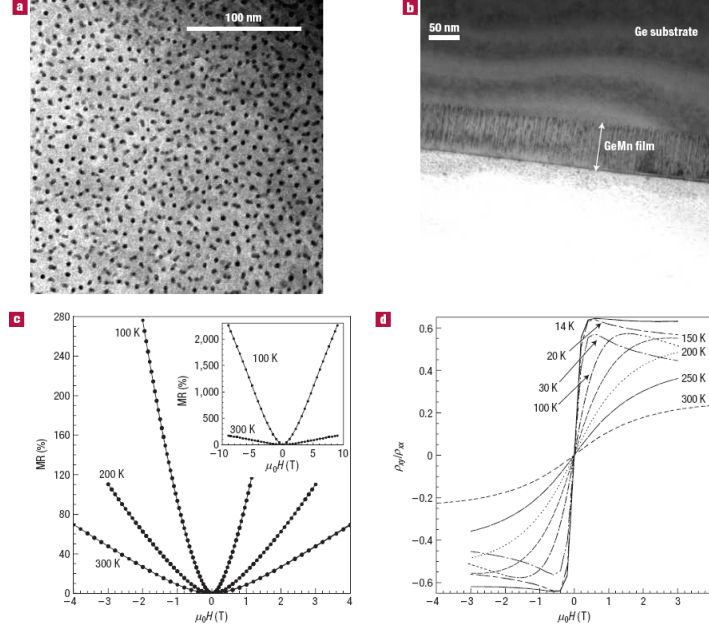 a
100 nm
b
50 nm
Ge substrate
GeMn film
c
280
240
200
160
120
80
40
0
MR (%)
100 K
200 K
300 K
−4
−3
−2
−1
0
1
2
3
4
μ₀H (T)
2,000
1,500
1,000
500
0
MR (%)
100 K
300 K
−10
−5
0
5
10
μ₀H (T)
d
0.6
0.4
0.2
0
−0.2
−0.4
−0.6
ρxy/ρxx
14 K
20 K
30 K
100 K
150 K
200 K
250 K
300 K
−4
−3
−2
−1
0
1
2
3
4
μ₀H (T)